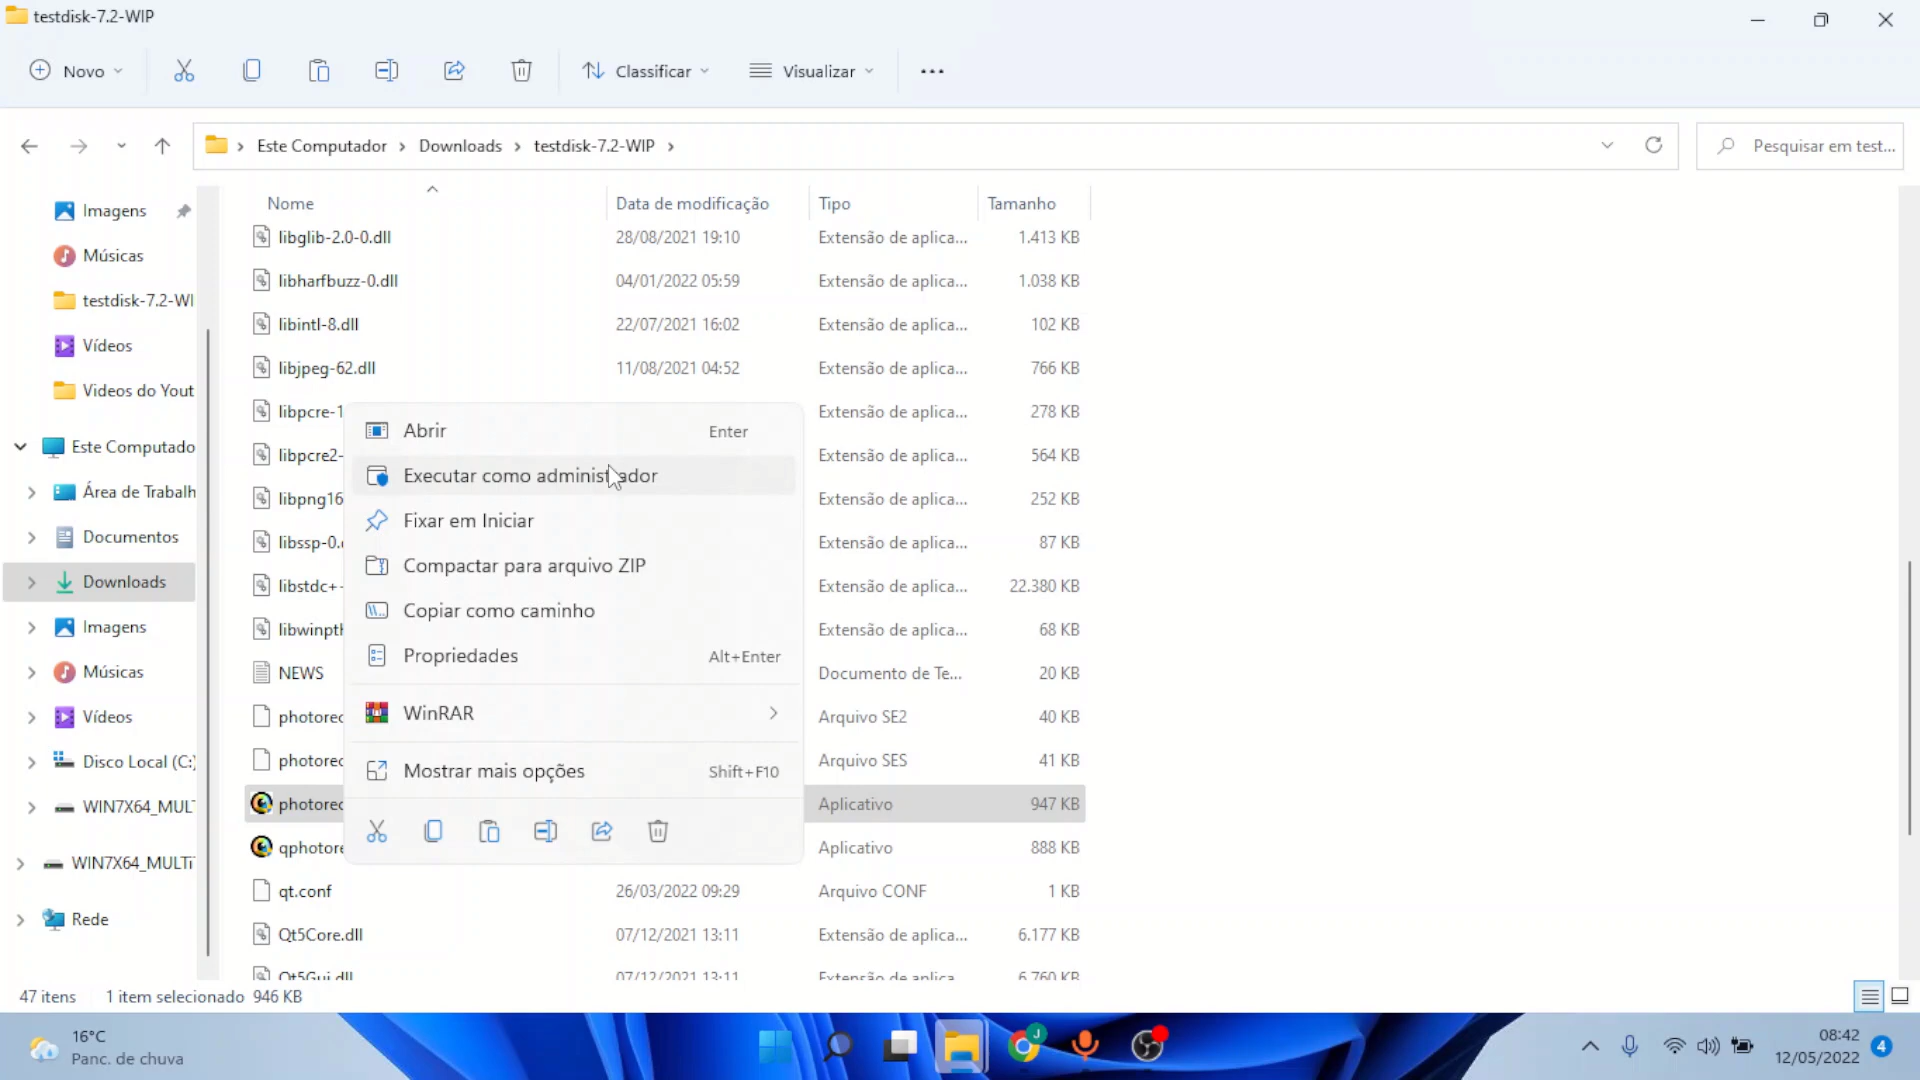 testdisk-7.2-WIP
Novo
Classificar
Visualizar
Este Computador
Downloads
testdisk-7.2-WIP
Pesquisar em test...
Imagens
Músicas
testdisk-7.2-WI
Vídeos
Videos do Yout
Este Computado
Área de Trabalh
Documentos
Downloads
Imagens
Músicas
Vídeos
Disco Local (C:)
WIN7X64_MUL
WIN7X64_MULTi
Rede
Nome Data de modificação Tipo Tamanho
libglib-2.0-0.dll 28/08/2021 19:10 Extensão de aplica... 1.413 KB
libharfbuzz-0.dll 04/01/2022 05:59 Extensão de aplica... 1.038 KB
libintl-8.dll 22/07/2021 16:02 Extensão de aplica... 102 KB
libjpeg-62.dll 11/08/2021 04:52 Extensão de aplica... 766 KB
libpcre-1 Extensão de aplica... 278 KB
libpcre2- Extensão de aplica... 564 KB
libpng16 Extensão de aplica... 252 KB
libssp-0. Extensão de aplica... 87 KB
libstdc+ Extensão de aplica... 22.380 KB
libwinpth Extensão de aplica... 68 KB
NEWS Documento de Te... 20 KB
photorec Arquivo SE2 40 KB
photorec Arquivo SES 41 KB
photorec Aplicativo 947 KB
qphotore Aplicativo 888 KB
qt.conf 26/03/2022 09:29 Arquivo CONF 1 KB
Qt5Core.dll 07/12/2021 13:11 Extensão de aplica... 6.177 KB
Qt5Gui.dll 07/12/2021 13:11 Extensão de aplica 6.760 KB
Abrir Enter
Executar como administrador
Fixar em Iniciar
Compactar para arquivo ZIP
Copiar como caminho
Propriedades Alt+Enter
WinRAR
Mostrar mais opções Shift+F10
47 itens 1 item selecionado 946 KB
16°C
Panc. de chuva
J
08:42
12/05/2022
4